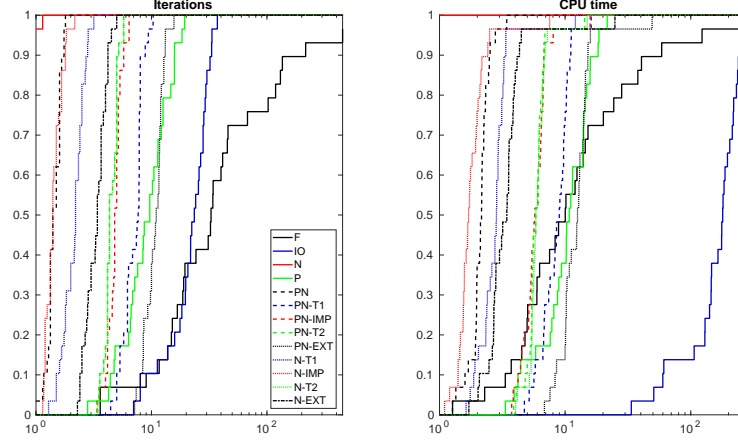 Iterations
CPU time
1
0.9
0.8
0.7
0.6
0.5
0.4
0.3
0.2
0.1
0
10^0
10^1
10^2
F
IO
N
P
PN
PN-T1
PN-IMP
PN-T2
PN-EXT
N-T1
N-IMP
N-T2
N-EXT
1
0.9
0.8
0.7
0.6
0.5
0.4
0.3
0.2
0.1
0
10^0
10^1
10^2